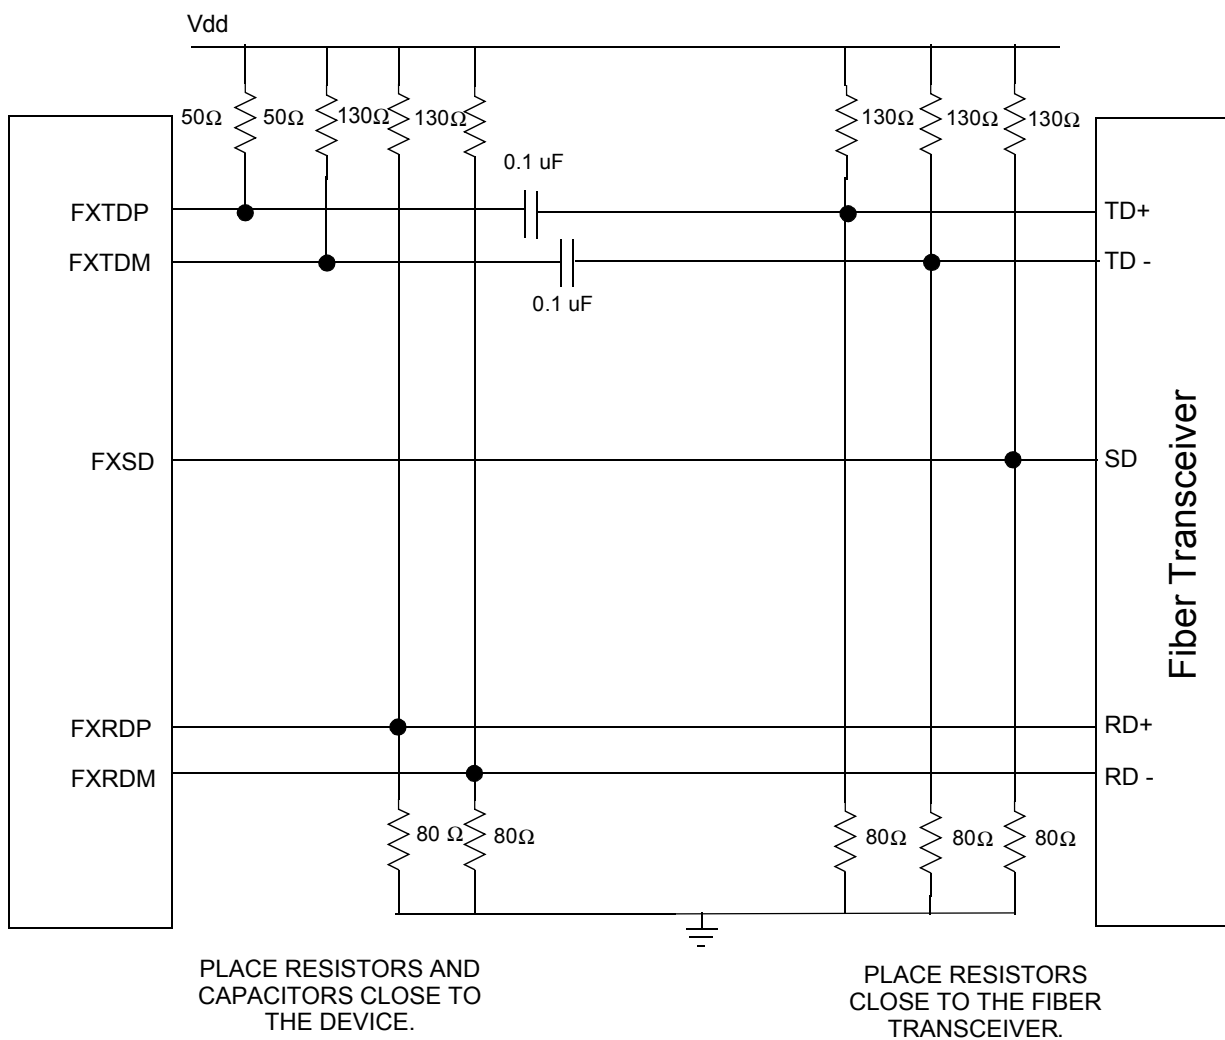 Vdd
50Ω
50Ω
130Ω
130Ω
130Ω
130Ω
130Ω
0.1 uF
FXTDP
TD+
FXTDM
TD -
0.1 uF
FXSD
SD
Fiber Transceiver
FXRDP
RD+
FXRDM
RD -
80 Ω
80Ω
80Ω
80Ω
80Ω
PLACE RESISTORS AND
CAPACITORS CLOSE TO
THE DEVICE.
PLACE RESISTORS
CLOSE TO THE FIBER
TRANSCEIVER.